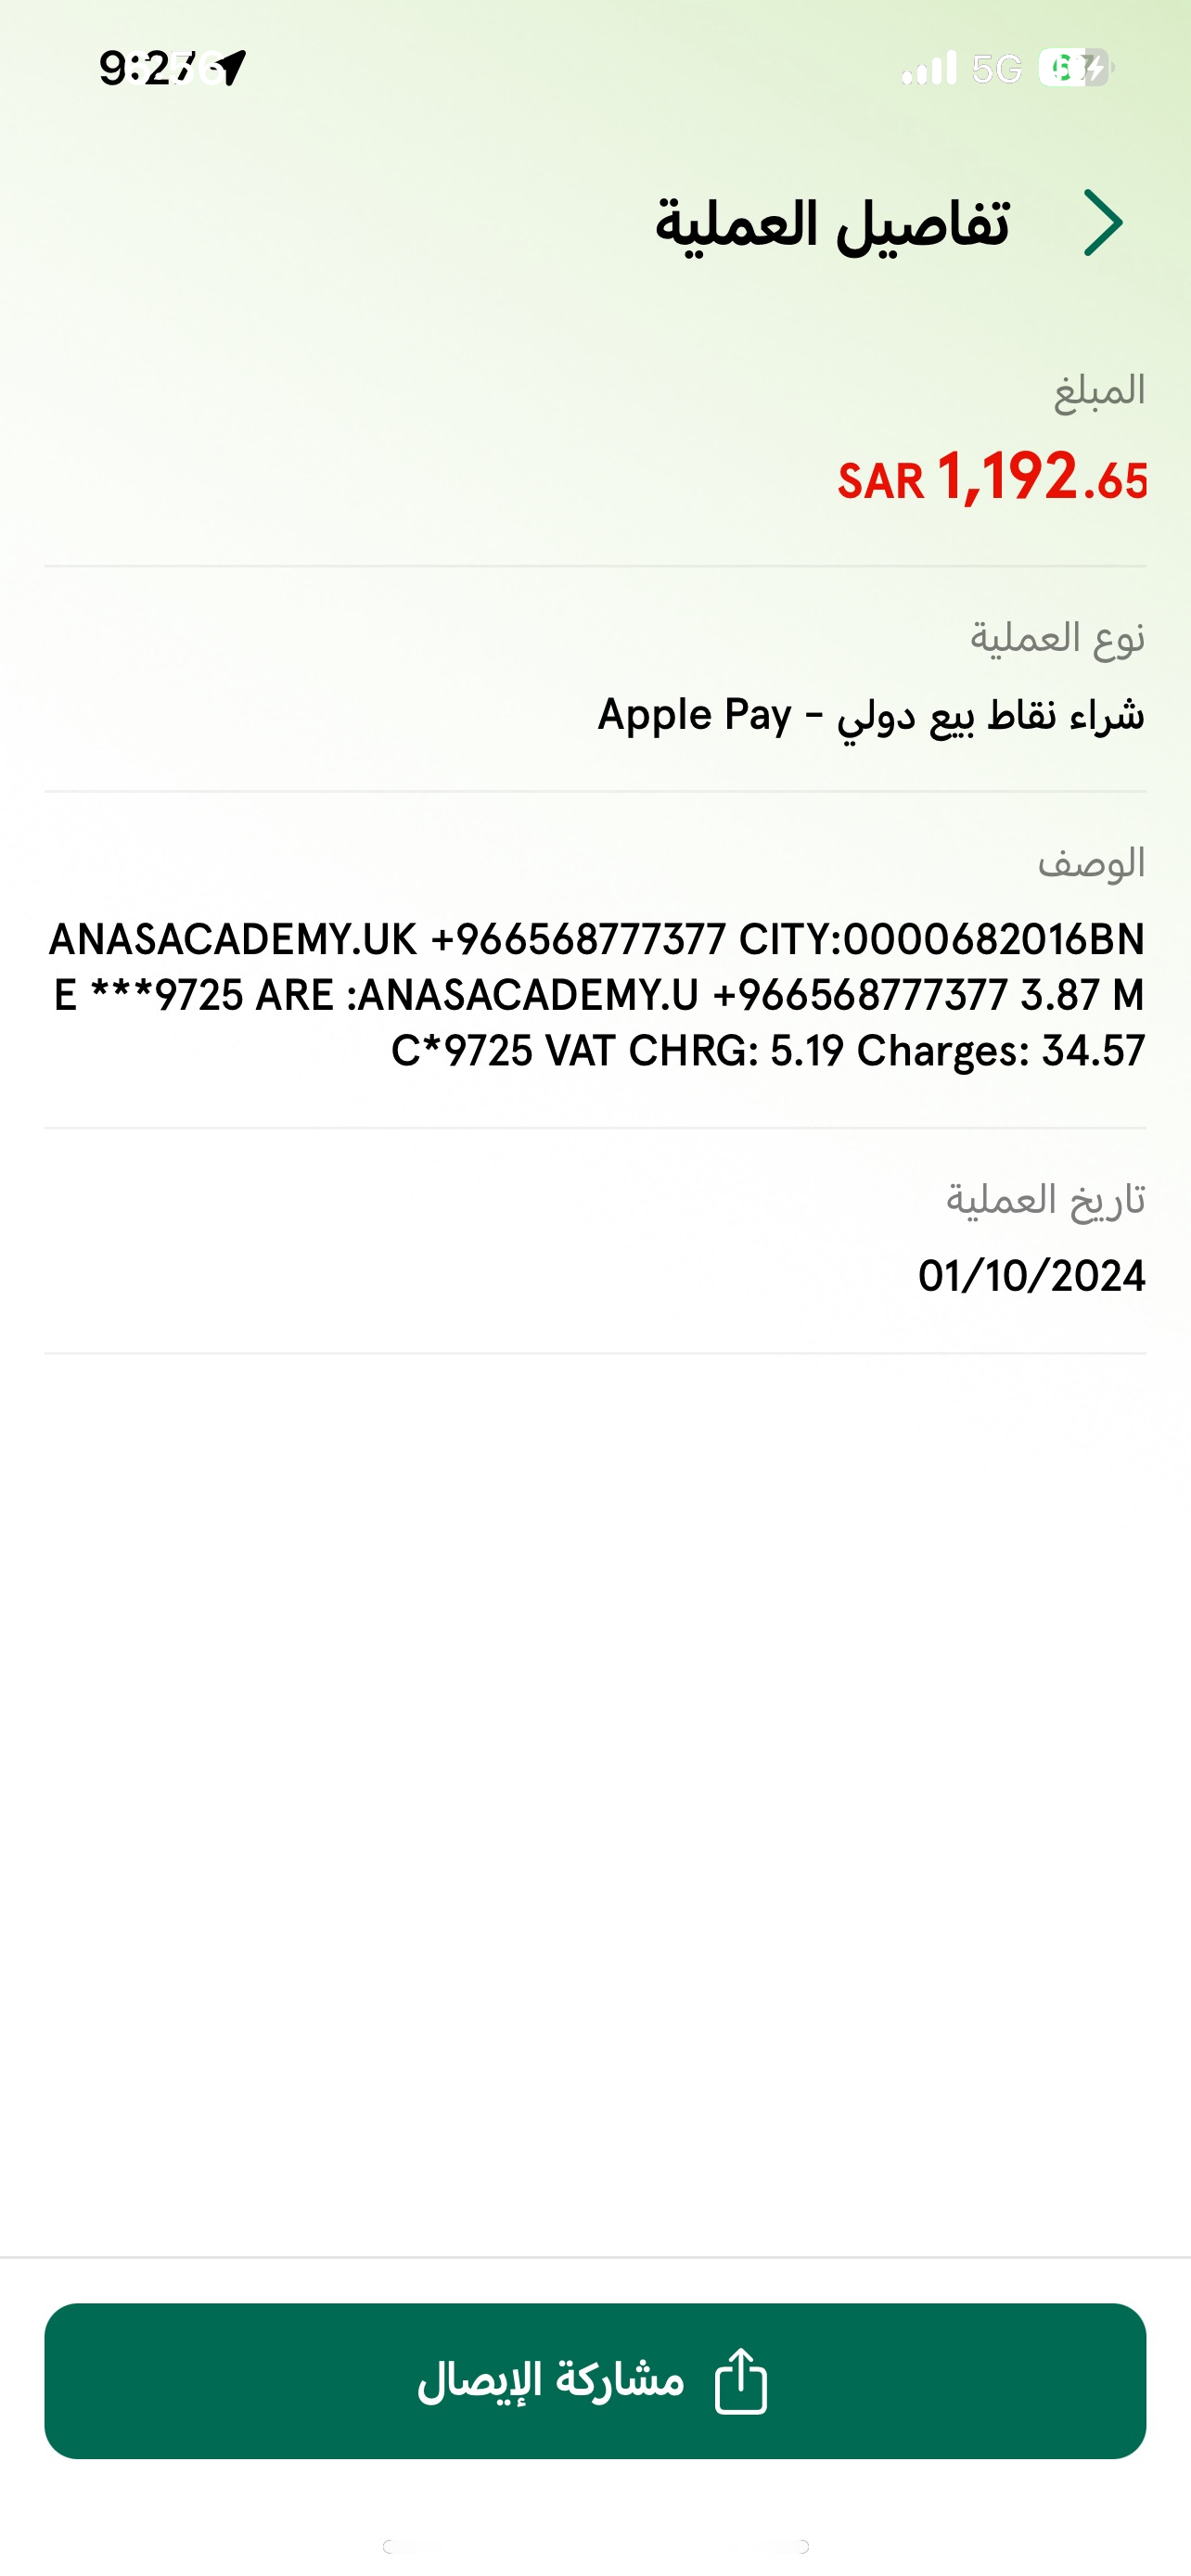 9:27
5G
تفاصيل العملية
المبلغ
SAR 1,192.65
نوع العملية
شراء نقاط بيع دولي - Apple Pay
الوصف
ANASACADEMY.UK +966568777377 CITY:0000682016BN
E ***9725 ARE :ANASACADEMY.U +966568777377 3.87 M
C*9725 VAT CHRG: 5.19 Charges: 34.57
تاريخ العملية
01/10/2024
مشاركة الإيصال